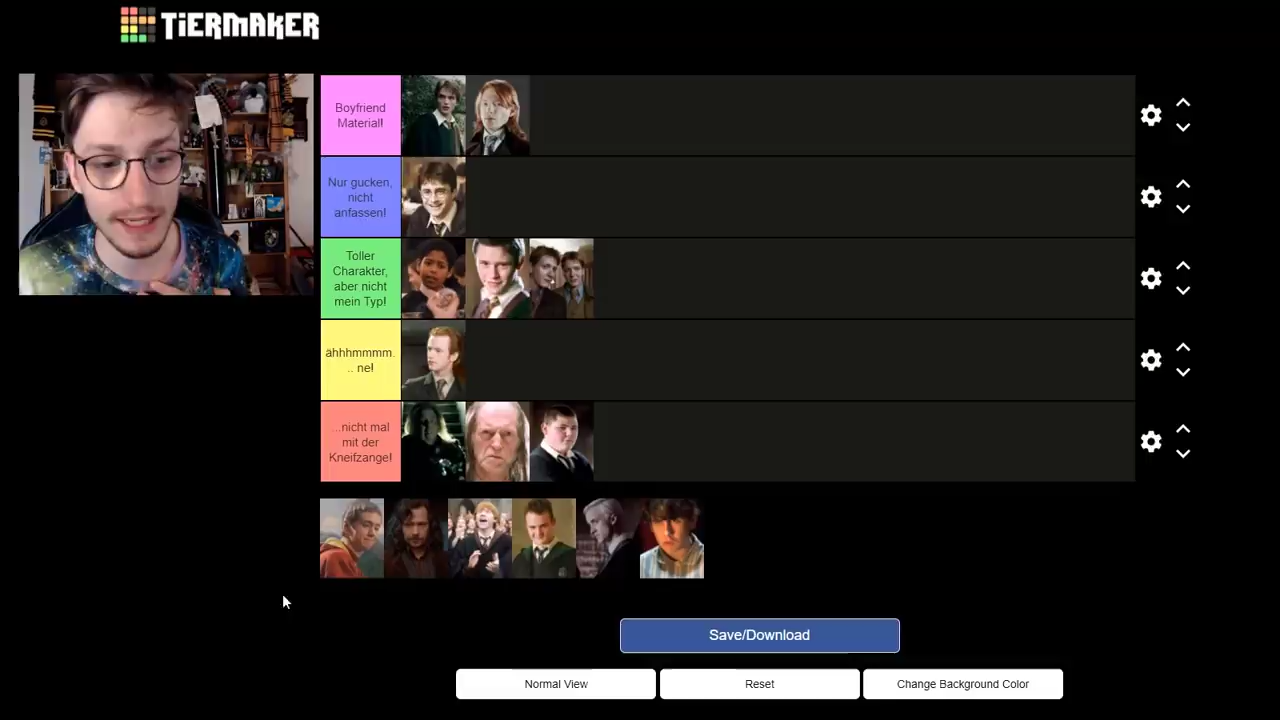 TiERMAKER
Boyfriend
Material!
Nur gucken,
nicht
anfassen!
Toller
Charakter,
aber nicht
mein Typ!
ähhhmmmm.
.. ne!
...nicht mal
mit der
Kneifzange!
Save/Download
Normal View
Reset
Change Background Color